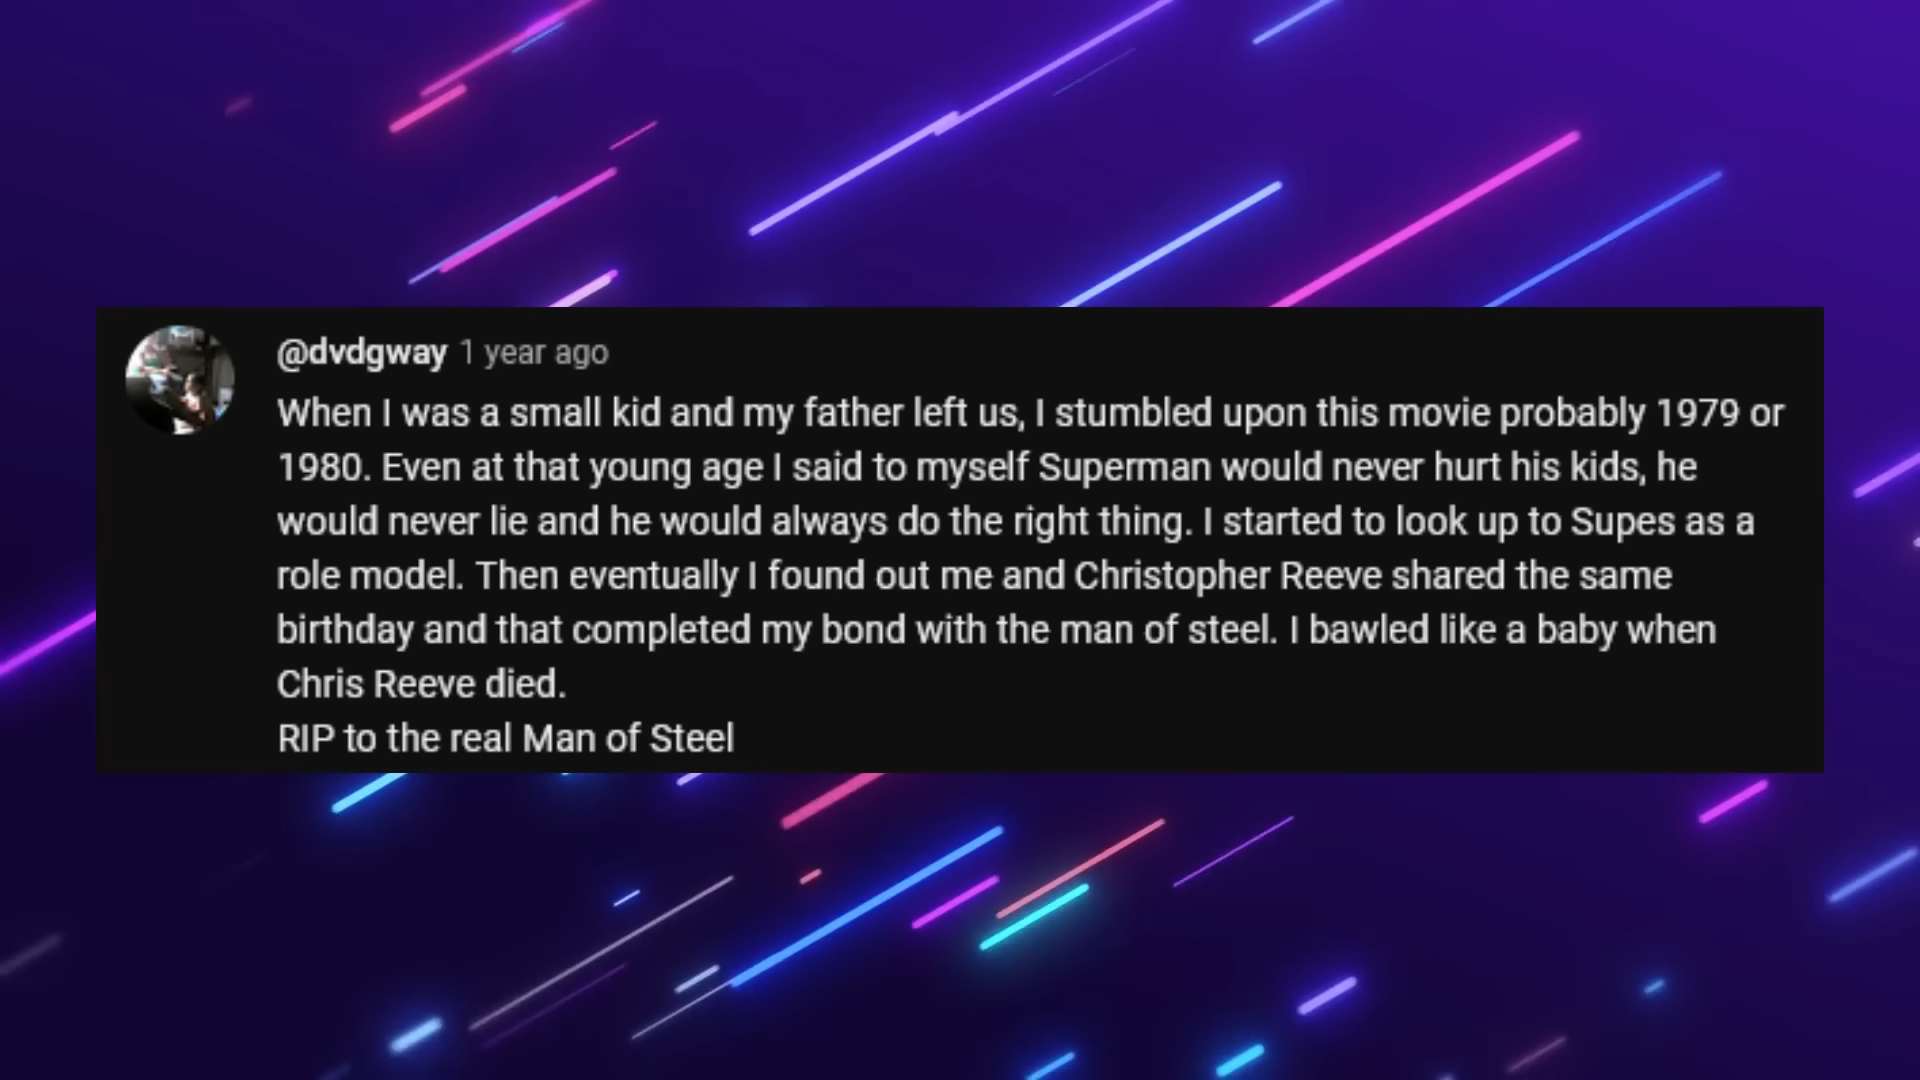 @dvdgway 1 year ago
When I was a small kid and my father left us, I stumbled upon this movie probably 1979 or
1980. Even at that young age I said to myself Superman would never hurt his kids, he
would never lie and he would always do the right thing. I started to look up to Supes as a
role model. Then eventually I found out me and Christopher Reeve shared the same
birthday and that completed my bond with the man of steel. I bawled like a baby when
Chris Reeve died.
RIP to the real Man of Steel